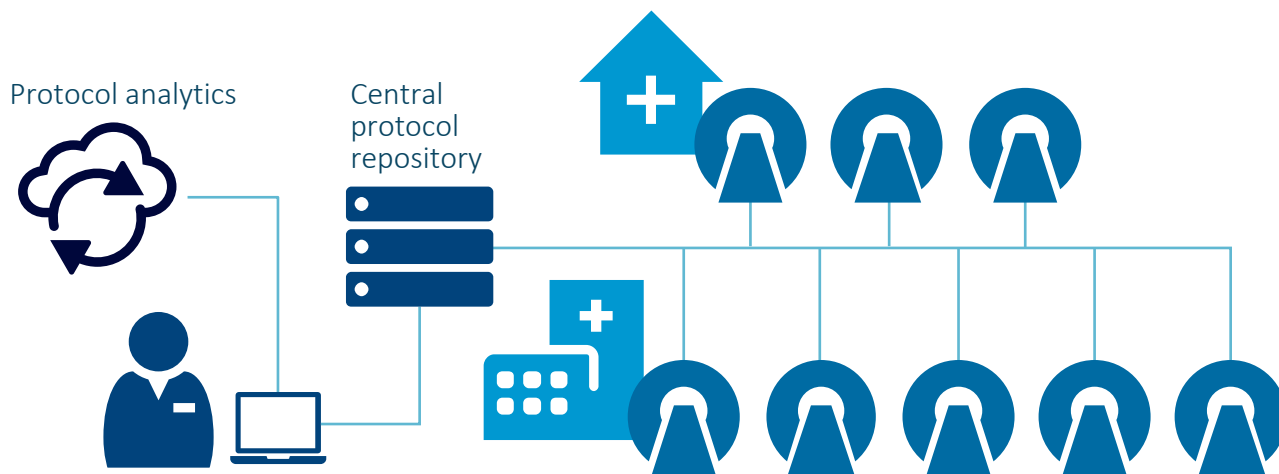 Protocol analytics
Central
protocol
repository